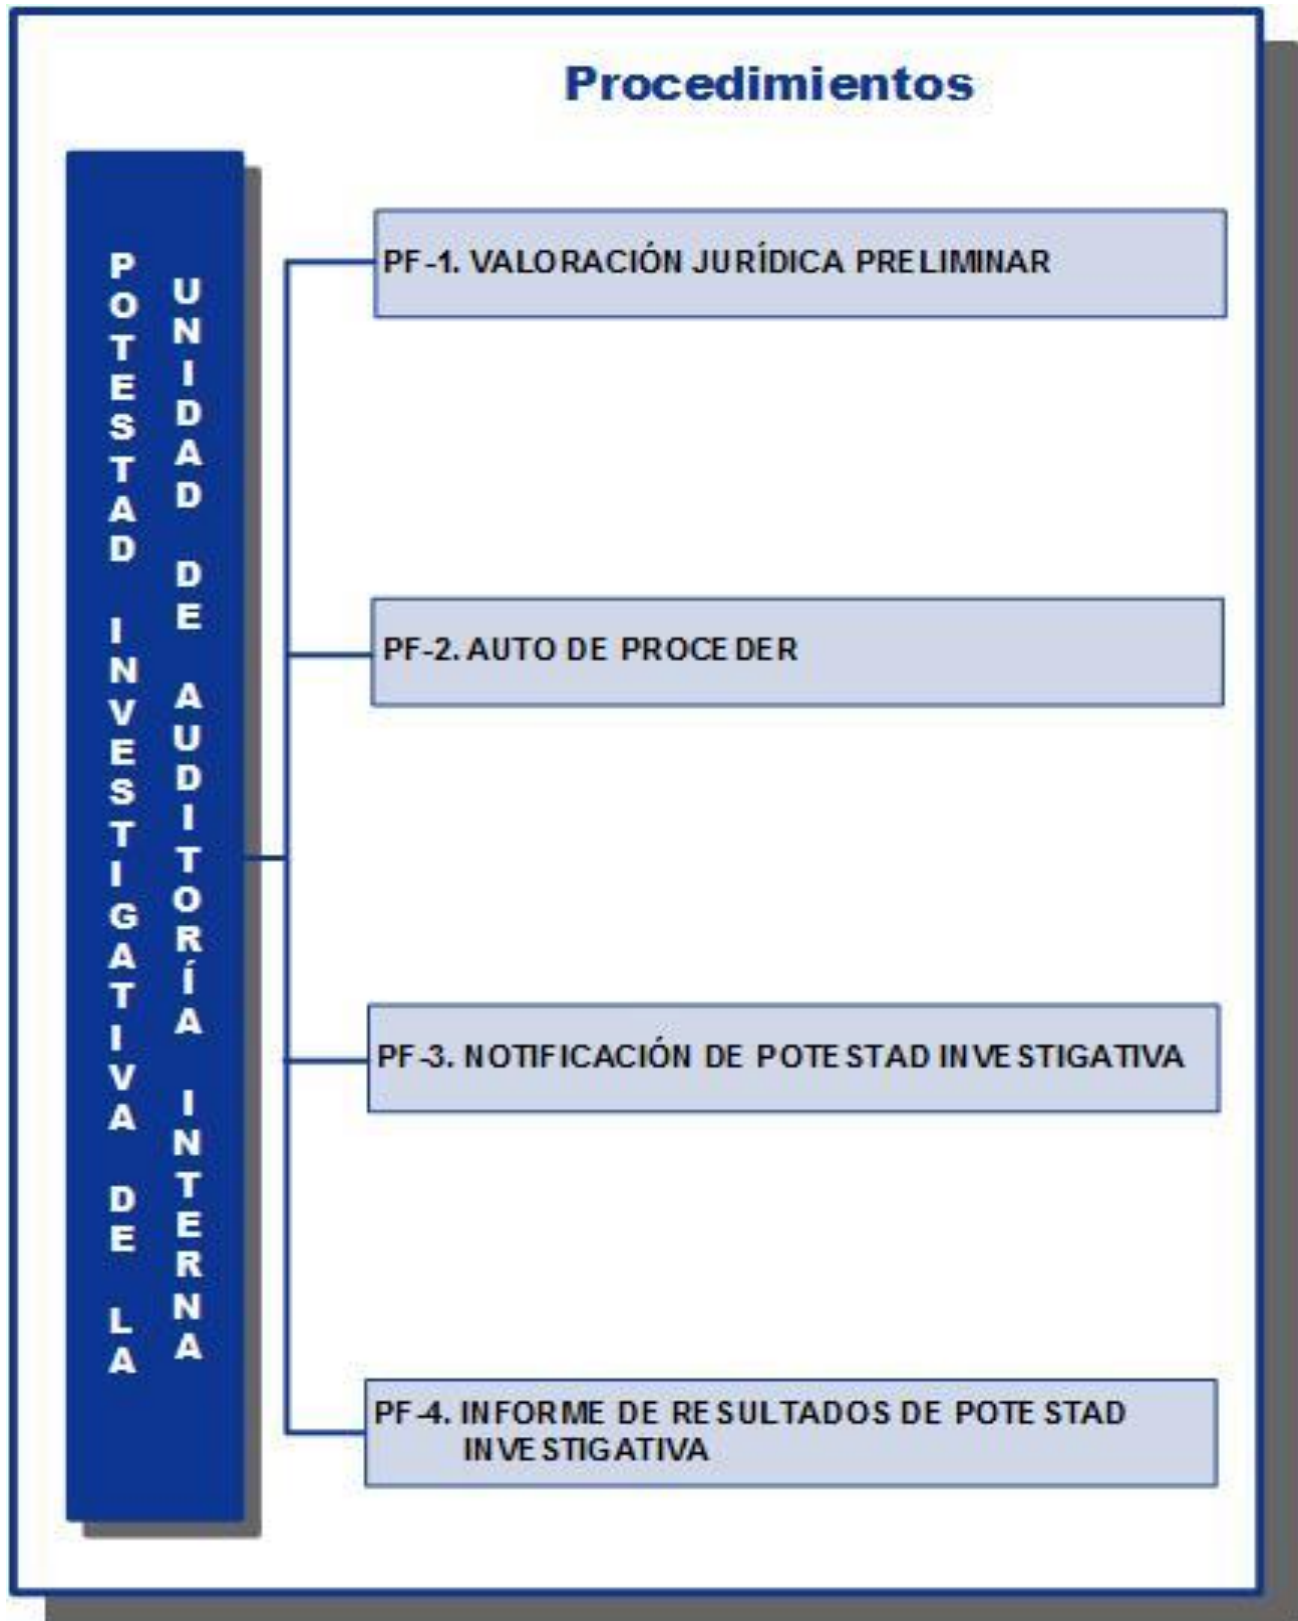 Procedimientos
POTESTAD INVESTIGATIVA DE LA
UNIDAD DE AUDITORÍA INTERNA
PF-1. VALORACIÓN JURÍDICA PRELIMINAR
PF-2. AUTO DE PROCEDER
PF-3. NOTIFICACIÓN DE POTESTAD INVESTIGATIVA
PF-4. INFORME DE RESULTADOS DE POTESTAD
INVESTIGATIVA